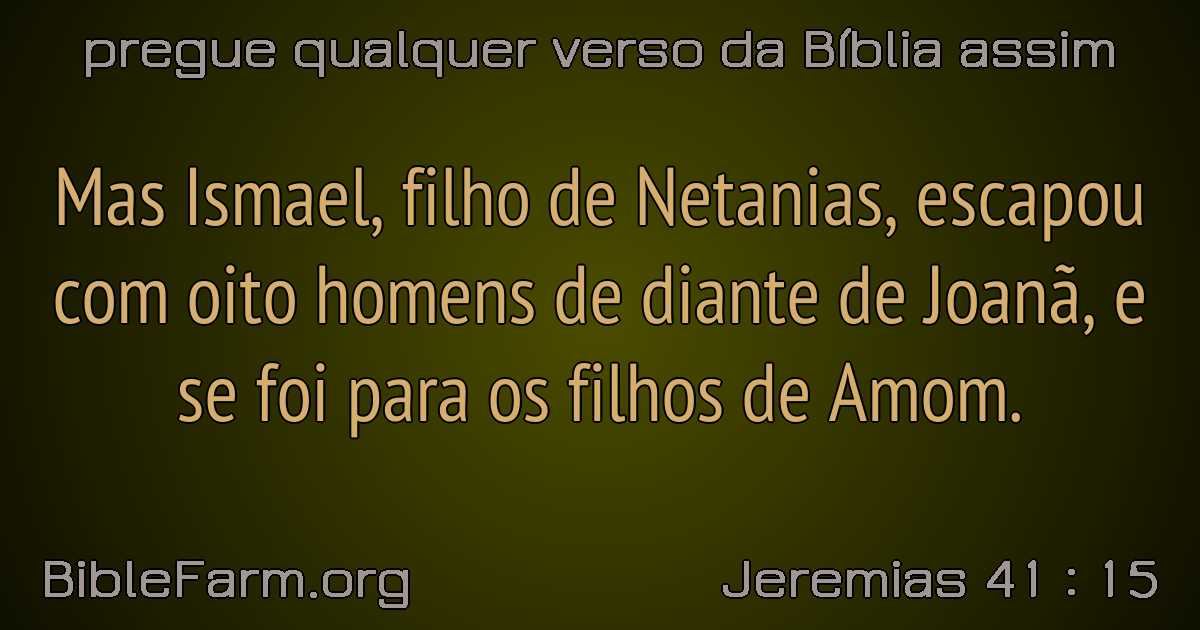 pregue qualquer verso da Bíblia assim
Mas Ismael, filho de Netanias, escapou
com oito homens de diante de Joanã, e
se foi para os filhos de Amom.
BibleFarm.org
Jeremias 41 : 15